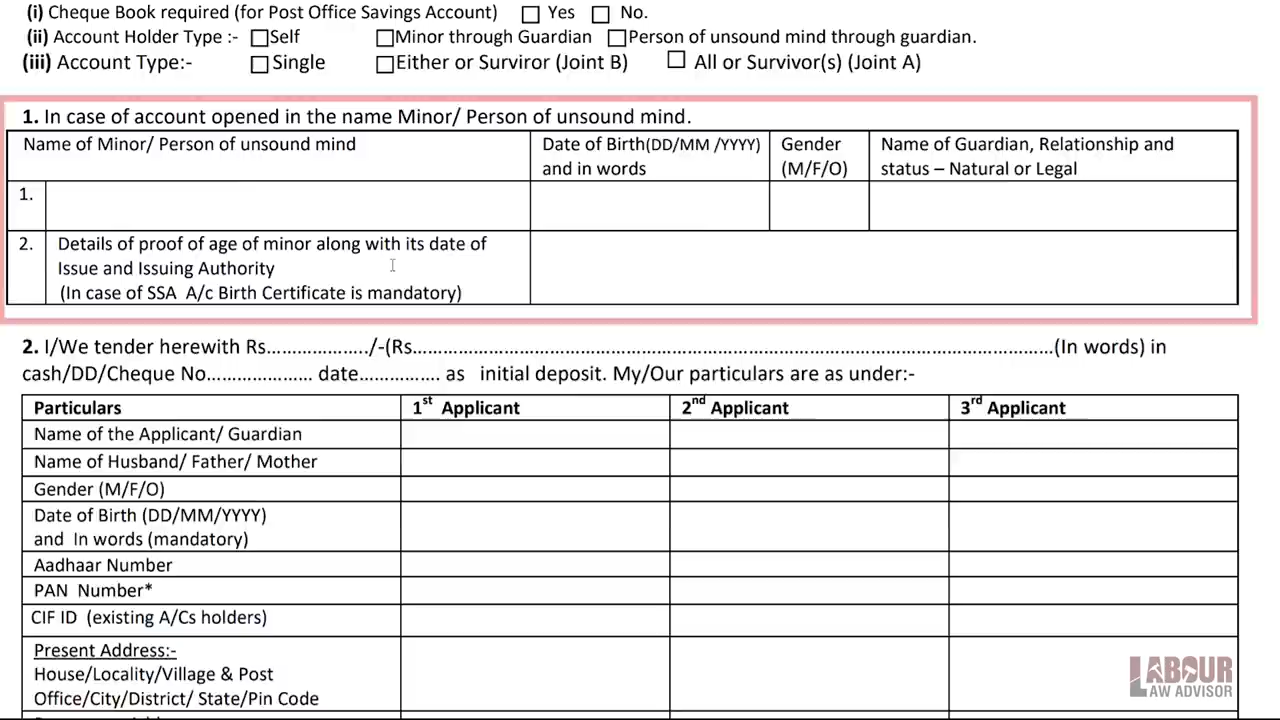 (i) Cheque Book required (for Post Office Savings Account) Yes No.
(ii) Account Holder Type :- Self Minor through Guardian Person of unsound mind through guardian.
(iii) Account Type:- Single Either or Surviror (Joint B) All or Survivor(s) (Joint A)
1. In case of account opened in the name Minor/ Person of unsound mind.
Name of Minor/ Person of unsound mind
Date of Birth(DD/MM /YYYY)
and in words
Gender
(M/F/O)
Name of Guardian, Relationship and
status – Natural or Legal
1.
2. Details of proof of age of minor along with its date of
Issue and Issuing Authority
(In case of SSA A/c Birth Certificate is mandatory)
2. I/We tender herewith Rs………………../-(Rs……………………………………………………………………………………………(In words) in
cash/DD/Cheque No………………… date……………. as initial deposit. My/Our particulars are as under:-
Particulars 1st Applicant 2nd Applicant 3rd Applicant
Name of the Applicant/ Guardian
Name of Husband/ Father/ Mother
Gender (M/F/O)
Date of Birth (DD/MM/YYYY)
and In words (mandatory)
Aadhaar Number
PAN Number*
CIF ID (existing A/Cs holders)
Present Address:-
House/Locality/Village & Post
Office/City/District/ State/Pin Code
LABOUR
LAW ADVISOR